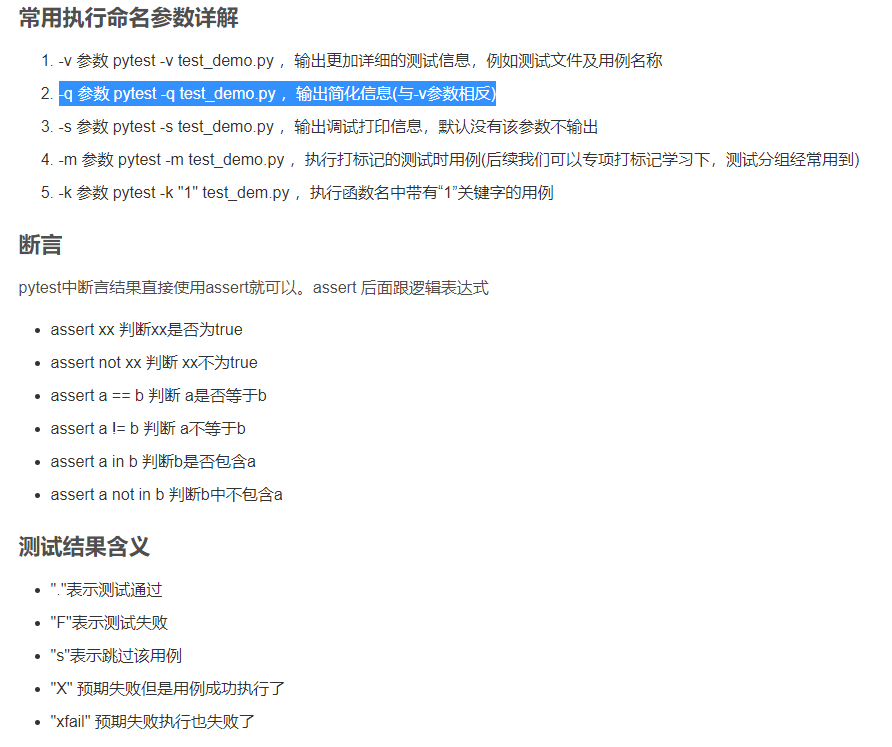 常用执行命名参数详解
1. -v 参数 pytest -v test_demo.py ，输出更加详细的测试信息，例如测试文件及用例名称
2. -q 参数 pytest -q test_demo.py ，输出简化信息(与-v参数相反)
3. -s 参数 pytest -s test_demo.py ，输出调试打印信息，默认没有该参数不输出
4. -m 参数 pytest -m test_demo.py ，执行打标记的测试时用例(后续我们可以专项打标记学习下，测试分组经常用到)
5. -k 参数 pytest -k "1" test_dem.py ，执行函数名中带有“1”关键字的用例
断言
pytest中断言结果直接使用assert就可以。assert 后面跟逻辑表达式
• assert xx 判断xx是否为true
• assert not xx 判断 xx不为true
• assert a == b 判断 a是否等于b
• assert a != b 判断 a不等于b
• assert a in b 判断b是否包含a
• assert a not in b 判断b中不包含a
测试结果含义
• "."表示测试通过
• "F"表示测试失败
• "s"表示跳过该用例
• "X" 预期失败但是用例成功执行了
• "xfail" 预期失败执行也失败了